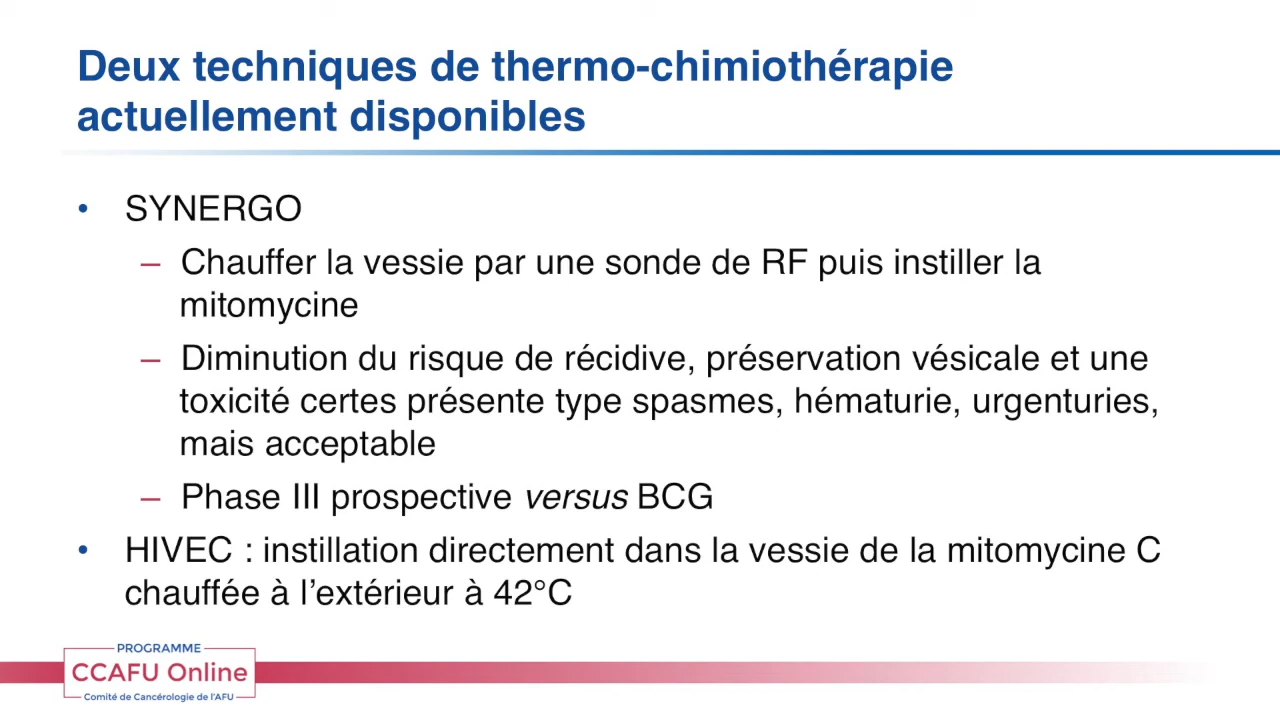 Deux techniques de thermo-chimiothérapie
actuellement disponibles
• SYNERGO
– Chauffer la vessie par une sonde de RF puis instiller la
mitomycine
– Diminution du risque de récidive, préservation vésicale et une
toxicité certes présente type spasmes, hématurie, urgenturies,
mais acceptable
– Phase III prospective versus BCG
• HIVEC : instillation directement dans la vessie de la mitomycine C
chauffée à l’extérieur à 42°C
PROGRAMME
CCAFU Online
Comité de Cancérologie de l'AFU